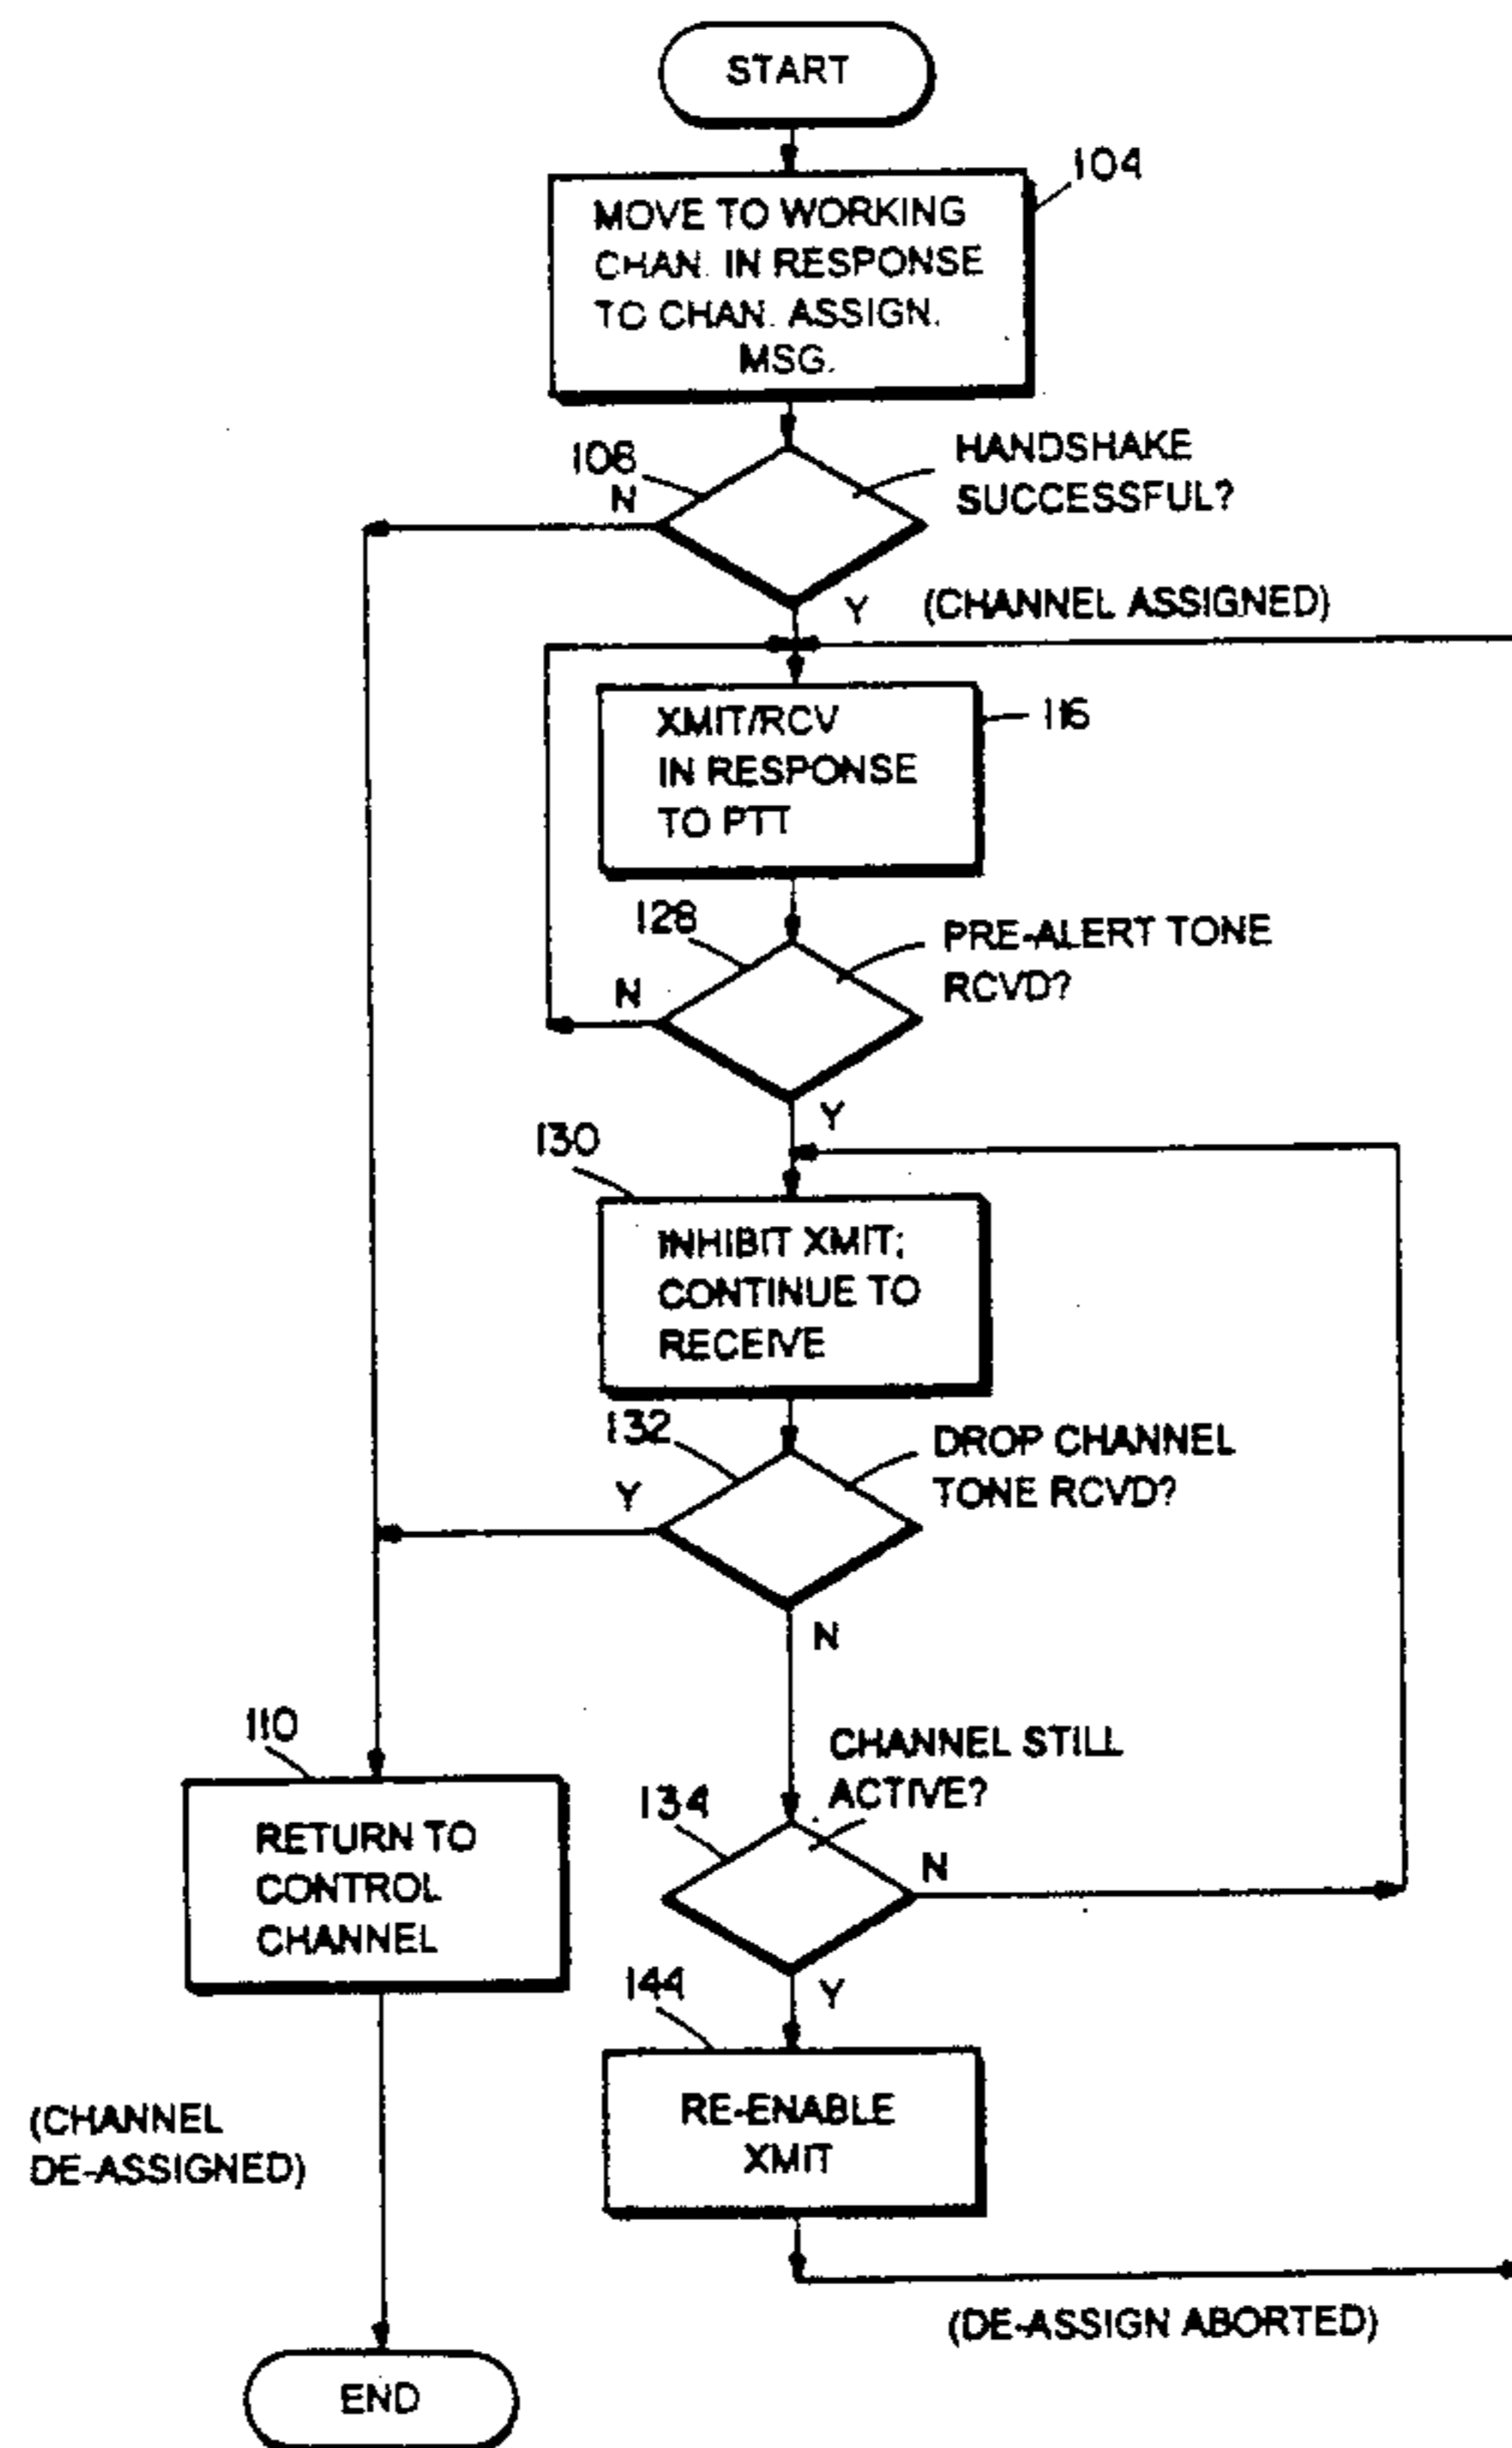 START
104
MOVE TO WORKING
CHAN. IN RESPONSE
TO CHAN. ASSIGN.
MSG.
108
HANDSHAKE
SUCCESSFUL?
N
Y
(CHANNEL ASSIGNED)
XMIT/RCV
IN RESPONSE
TO PTT
116
128
PRE-ALERT TONE
RCVD?
N
Y
130
INHIBIT XMIT;
CONTINUE TO
RECEIVE
132
DROP CHANNEL
TONE RCVD?
Y
N
110
RETURN TO
CONTROL
CHANNEL
CHANNEL STILL
ACTIVE?
134
N
Y
144
RE-ENABLE
XMIT
(CHANNEL
DE-ASSIGNED)
(DE-ASSIGN ABORTED)
END